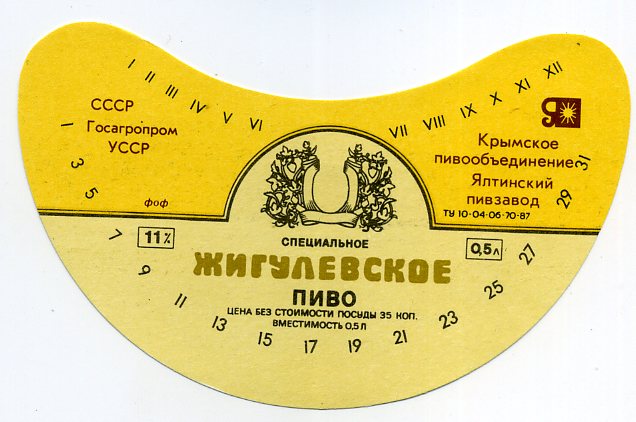 I II III IV V VI VII VIII IX X XI XII
СССР
Госагропром
УССР
фоф
Я
Крымское
пивообъединение
Ялтинский
пивзавод
ТУ 10·04·06·70·87
11%
0,5л
СПЕЦИАЛЬНОЕ
ЖИГУЛЕВСКОЕ
ПИВО
ЦЕНА БЕЗ СТОИМОСТИ ПОСУДЫ 35 КОП.
ВМЕСТИМОСТЬ 0,5 Л
1 3 5 7 9 11 13 15 17 19 21 23 25 27 29 31